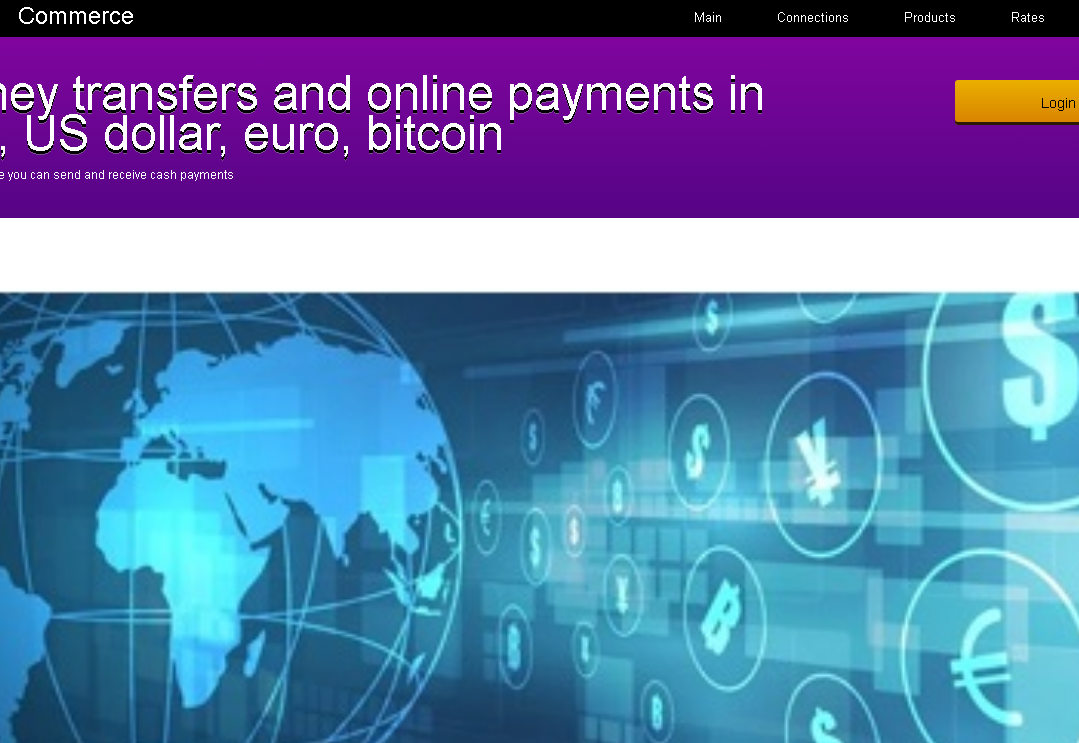 Commerce
Main Connections Products Rates
ney transfers and online payments in
, US dollar, euro, bitcoin
Login
e you can send and receive cash payments